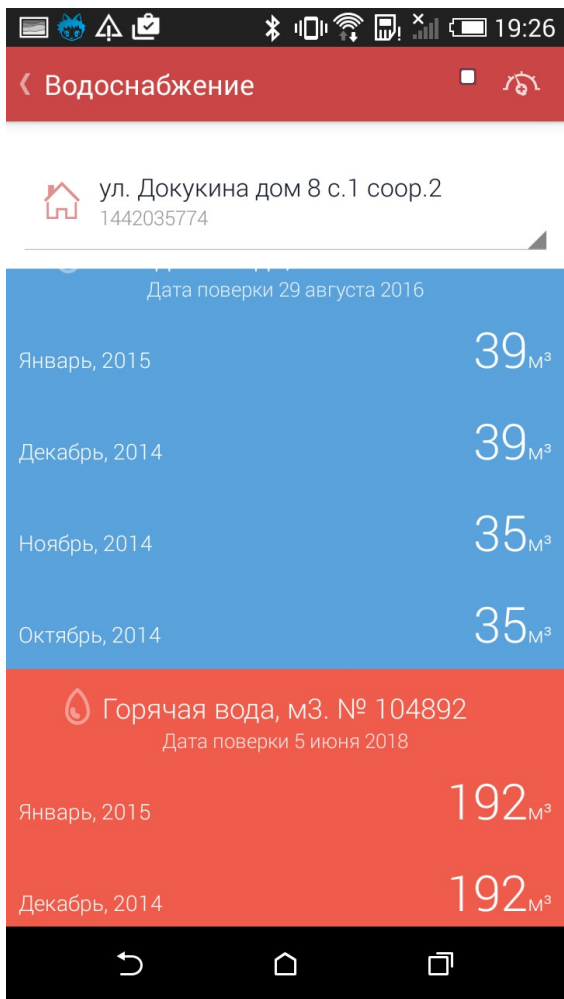 19:26
Водоснабжение
ул. Докукина дом 8 с.1 соор.2
1442035774
Дата поверки 29 августа 2016
Январь, 2015 39м³
Декабрь, 2014 39м³
Ноябрь, 2014 35м³
Октябрь, 2014 35м³
Горячая вода, м3. № 104892
Дата поверки 5 июня 2018
Январь, 2015 192м³
Декабрь, 2014 192м³